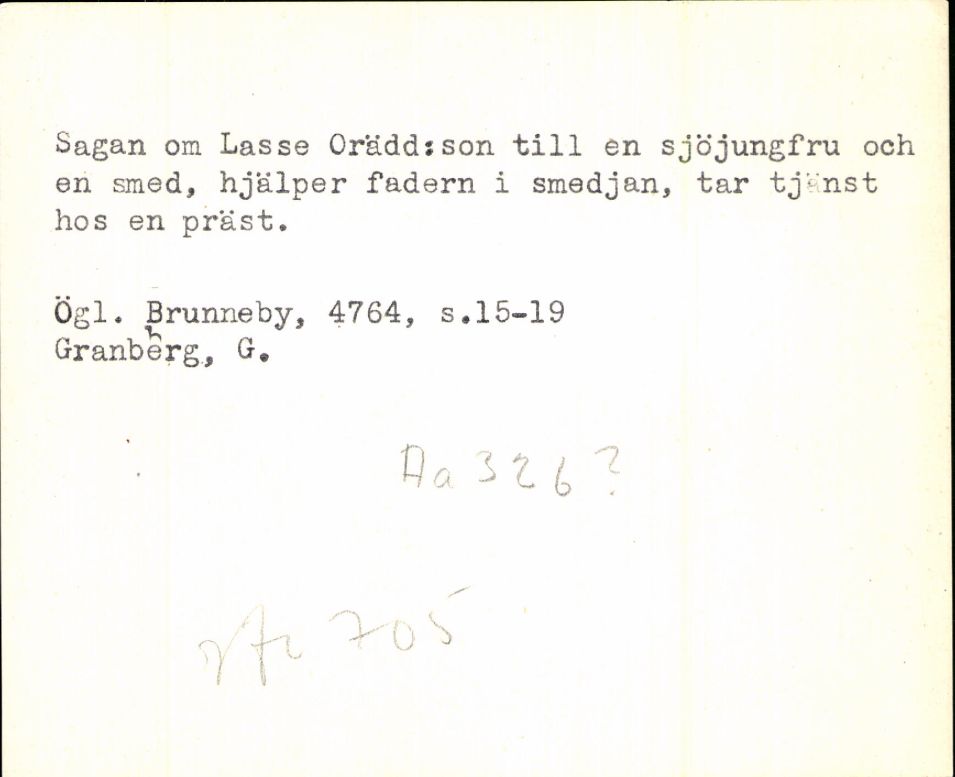 Sagan om Lasse Orädd:son till en sjöjungfru och
en smed, hjälper fadern i smedjan, tar tjänst
hos en präst.
Ögl. Brunneby, 4764, s.15-19
Granberg, G.
Aa 326?
705